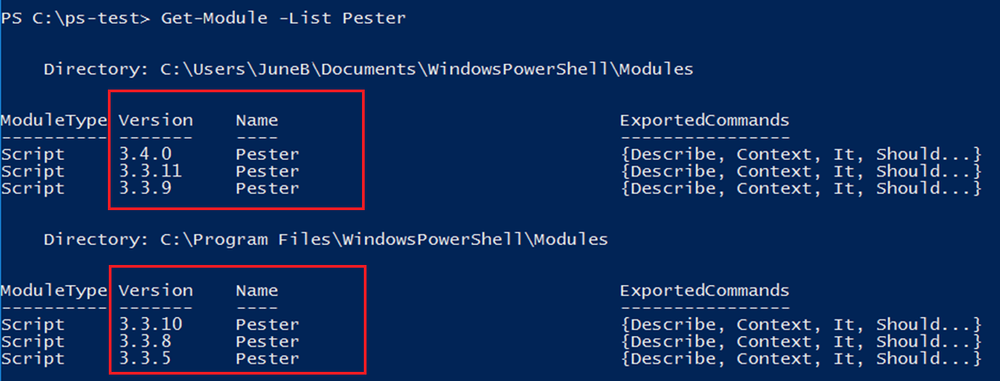 PS C:\ps-test> Get-Module -List Pester
Directory: C:\Users\JuneB\Documents\WindowsPowerShell\Modules
ModuleType Version Name ExportedCommands
---------- ------- ---- ----------------
Script 3.4.0 Pester {Describe, Context, It, Should...}
Script 3.3.11 Pester {Describe, Context, It, Should...}
Script 3.3.9 Pester {Describe, Context, It, Should...}
Directory: C:\Program Files\WindowsPowerShell\Modules
ModuleType Version Name ExportedCommands
---------- ------- ---- ----------------
Script 3.3.10 Pester {Describe, Context, It, Should...}
Script 3.3.8 Pester {Describe, Context, It, Should...}
Script 3.3.5 Pester {Describe, Context, It, Should...}